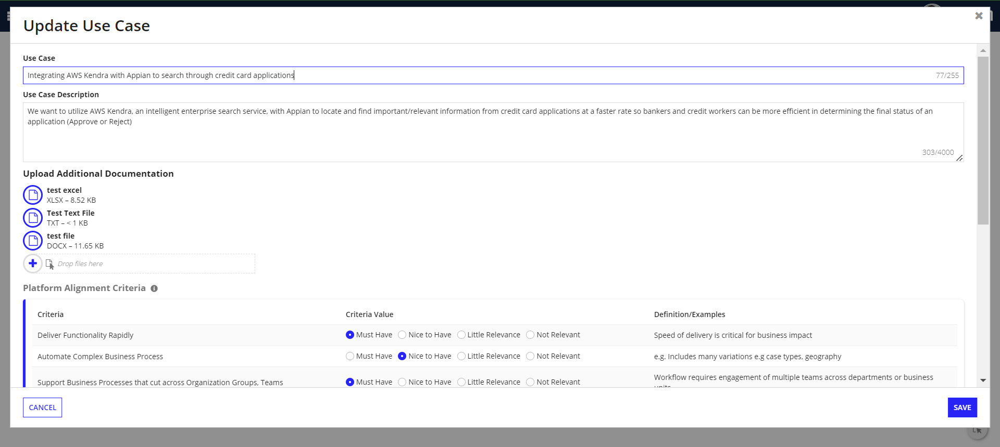 Update Use Case
Use Case
Integrating AWS Kendra with Appian to search through credit card applications
77/255
Use Case Description
We want to utilize AWS Kendra, an intelligent enterprise search service, with Appian to locate and find important/relevant information from credit card applications at a faster rate so bankers and credit workers can be more efficient in determining the final status of an
application (Approve or Reject)
303/4000
Upload Additional Documentation
test excel
XLSX – 8.52 KB
Test Text File
TXT – < 1 KB
test file
DOCX – 11.65 KB
Drop files here
Platform Alignment Criteria
Criteria Criteria Value Definition/Examples
Deliver Functionality Rapidly Must Have Nice to Have Little Relevance Not Relevant Speed of delivery is critical for business impact
Automate Complex Business Process Must Have Nice to Have Little Relevance Not Relevant e.g. Includes many variations e.g case types, geography
Support Business Processes that cut across Organization Groups, Teams Must Have Nice to Have Little Relevance Not Relevant Workflow requires engagement of multiple teams across departments or business
CANCEL SAVE